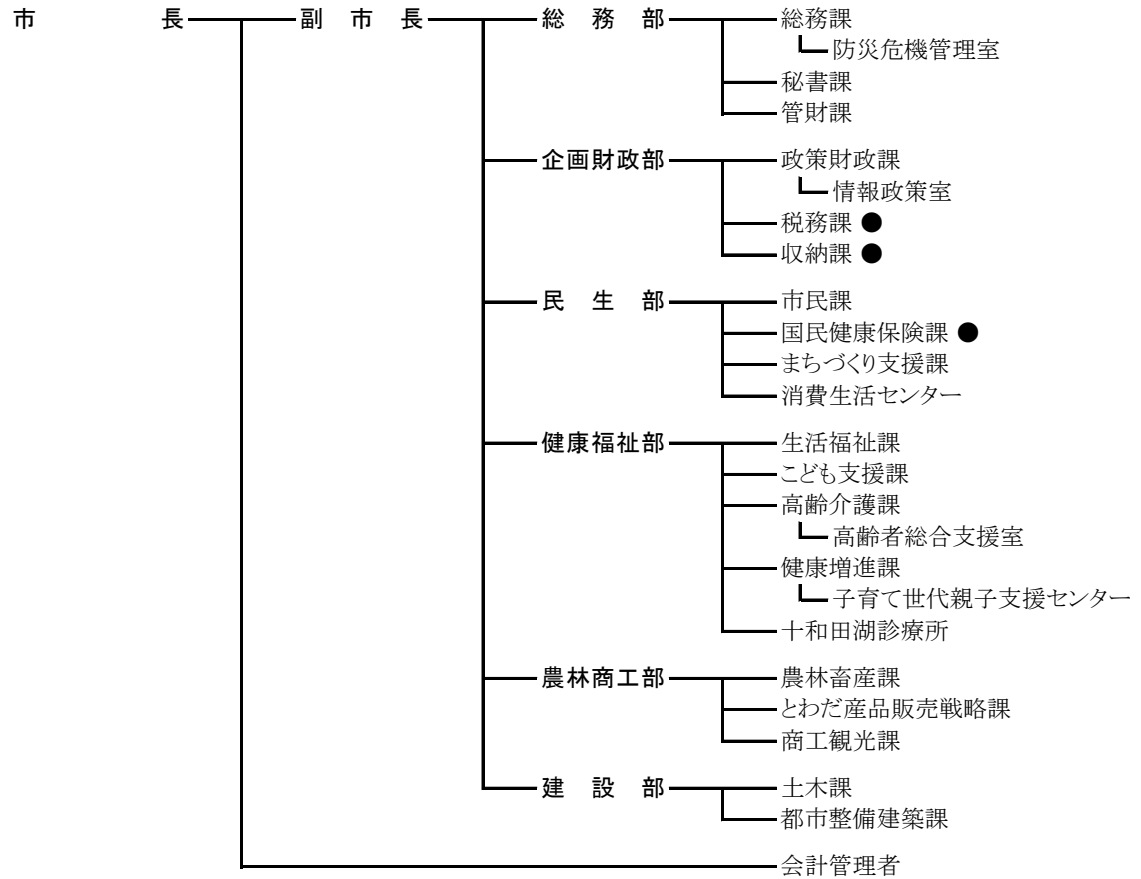 市長 副市長 総務部 総務課
防災危機管理室
秘書課
管財課
企画財政部 政策財政課
情報政策室
税務課 ●
収納課 ●
民生部 市民課
国民健康保険課 ●
まちづくり支援課
消費生活センター
健康福祉部 生活福祉課
こども支援課
高齢介護課
高齢者総合支援室
健康増進課
子育て世代親子支援センター
十和田湖診療所
農林商工部 農林畜産課
とわだ産品販売戦略課
商工観光課
建設部 土木課
都市整備建築課
会計管理者